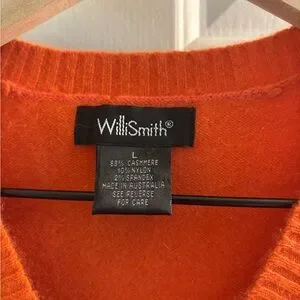 WilliSmith®
L
88% CASHMERE
10% NYLON
2% SPANDEX
MADE IN AUSTRALIA
SEE REVERSE
FOR CARE